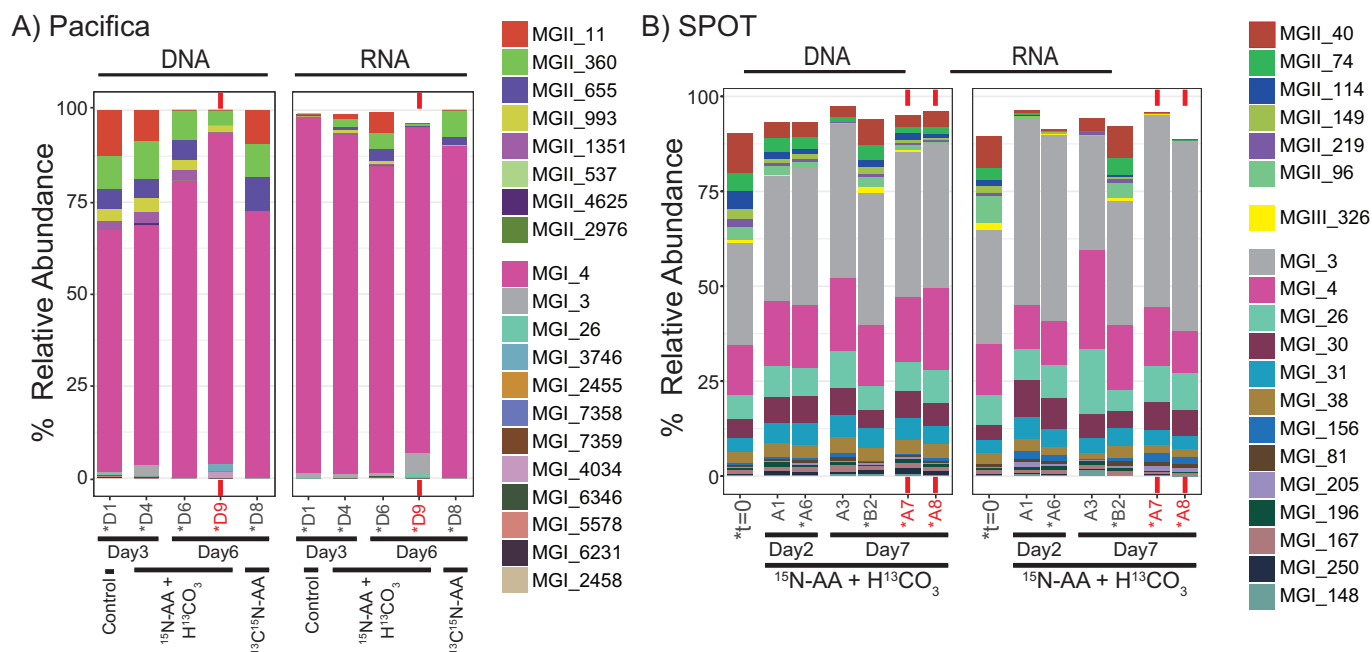 A) Pacifica
DNA
RNA
% Relative Abundance
100
75
50
25
0
*D1
*D4
*D6
*D9
*D8
*D1
*D4
*D6
*D9
*D8
Day3
Day6
Day3
Day6
Control
¹⁵N-AA +
H¹³CO₃
¹³C¹⁵N-AA
Control
¹⁵N-AA +
H¹³CO₃
¹³C¹⁵N-AA
MGII_11
MGII_360
MGII_655
MGII_993
MGII_1351
MGII_537
MGII_4625
MGII_2976
MGI_4
MGI_3
MGI_26
MGI_3746
MGI_2455
MGI_7358
MGI_7359
MGI_4034
MGI_6346
MGI_5578
MGI_6231
MGI_2458
B) SPOT
DNA
RNA
% Relative Abundance
100
75
50
25
0
*t=0
A1
*A6
A3
*B2
*A7
*A8
*t=0
A1
*A6
A3
*B2
*A7
*A8
Day2
Day7
Day2
Day7
¹⁵N-AA + H¹³CO₃
¹⁵N-AA + H¹³CO₃
MGII_40
MGII_74
MGII_114
MGII_149
MGII_219
MGII_96
MGIII_326
MGI_3
MGI_4
MGI_26
MGI_30
MGI_31
MGI_38
MGI_156
MGI_81
MGI_205
MGI_196
MGI_167
MGI_250
MGI_148